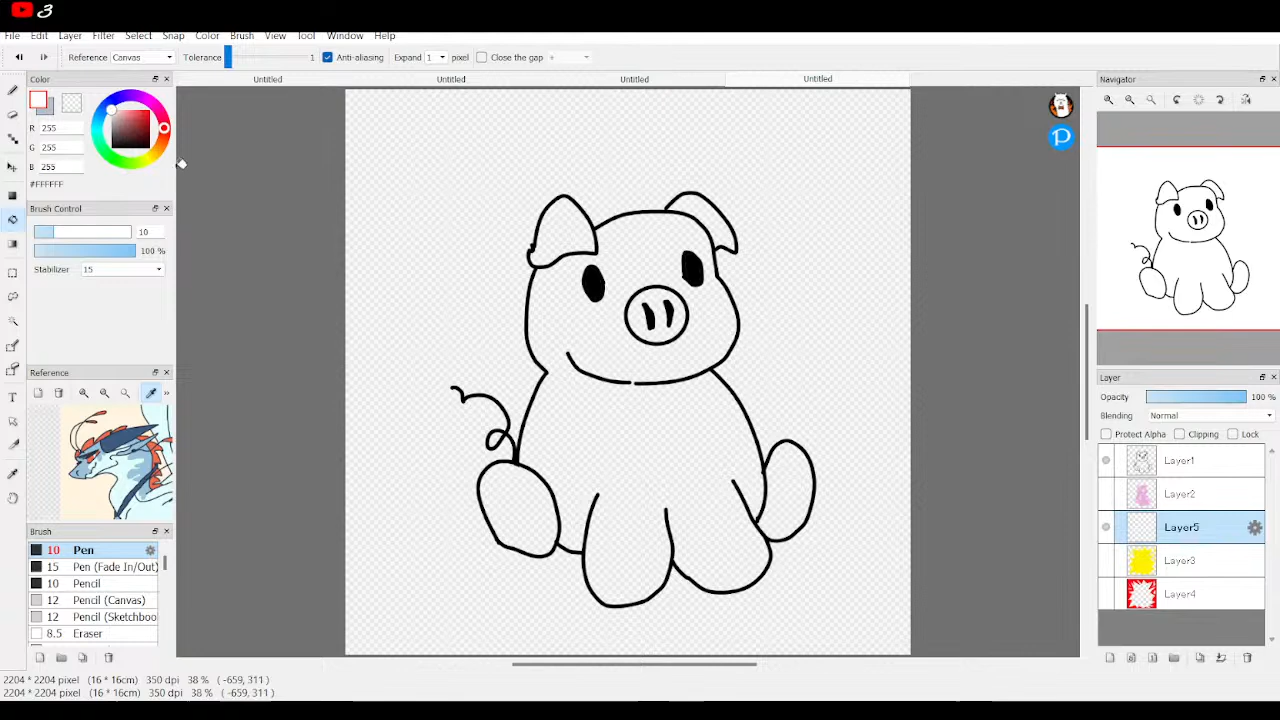 3
File Edit Layer Filter Select Snap Color Brush View Tool Window Help
Reference Canvas Tolerance 1 Anti-aliasing Expand 1 pixel Close the gap
Color Untitled Untitled Untitled Untitled Navigator
R 255
G 255
B 255
#FFFFFF
Brush Control
10
100 %
Stabilizer 15
Reference
»
Brush
10 Pen
15 Pen (Fade In/Out)
10 Pencil
12 Pencil (Canvas)
12 Pencil (Sketchboo
8.5 Eraser
Layer
Opacity 100 %
Blending Normal
Protect Alpha Clipping Lock
Layer1
Layer2
Layer5
Layer3
Layer4
2204 * 2204 pixel (16 * 16cm) 350 dpi 38 % ( -659, 311 )
2204 * 2204 pixel (16 * 16cm) 350 dpi 38 % ( -659, 311 )